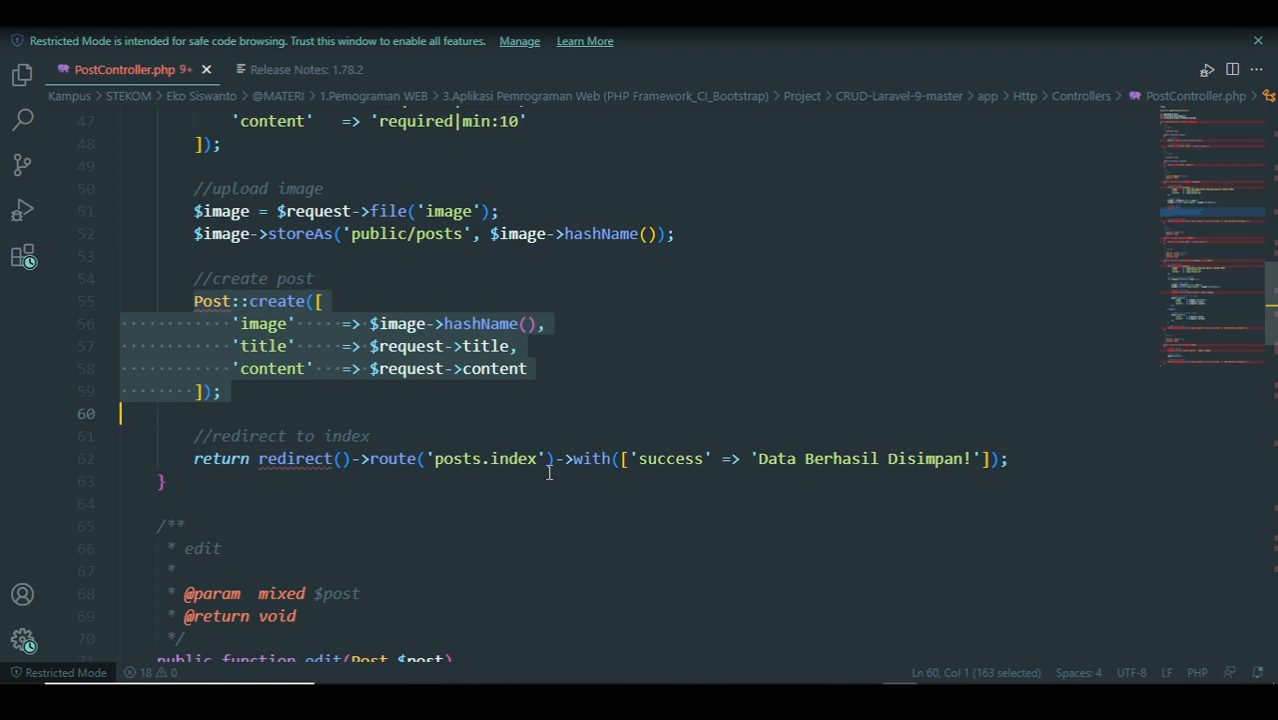 Restricted Mode is intended for safe code browsing. Trust this window to enable all features. Manage Learn More
PostController.php 9+ Release Notes: 1.78.2
Kampus > STEKOM > Eko Siswanto > @MATERI > 1.Pemograman WEB > 3.Aplikasi Pemrograman Web (PHP Framework_CI_Bootstrap) > Project > CRUD-Laravel-9-master > app > Http > Controllers > PostController.php >
47 'content' => 'required|min:10'
48 ]);
49
50 //upload image
51 $image = $request->file('image');
52 $image->storeAs('public/posts', $image->hashName());
53
54 //create post
55 Post::create([
56 'image' => $image->hashName(),
57 'title' => $request->title,
58 'content' => $request->content
59 ]);
60
61 //redirect to index
62 return redirect()->route('posts.index')->with(['success' => 'Data Berhasil Disimpan!']);
63 }
64
65 /**
66 * edit
67 *
68 * @param mixed $post
69 * @return void
70 */
71 public function edit(Post $post)
Restricted Mode 18 0 Ln 60, Col 1 (163 selected) Spaces: 4 UTF-8 LF PHP